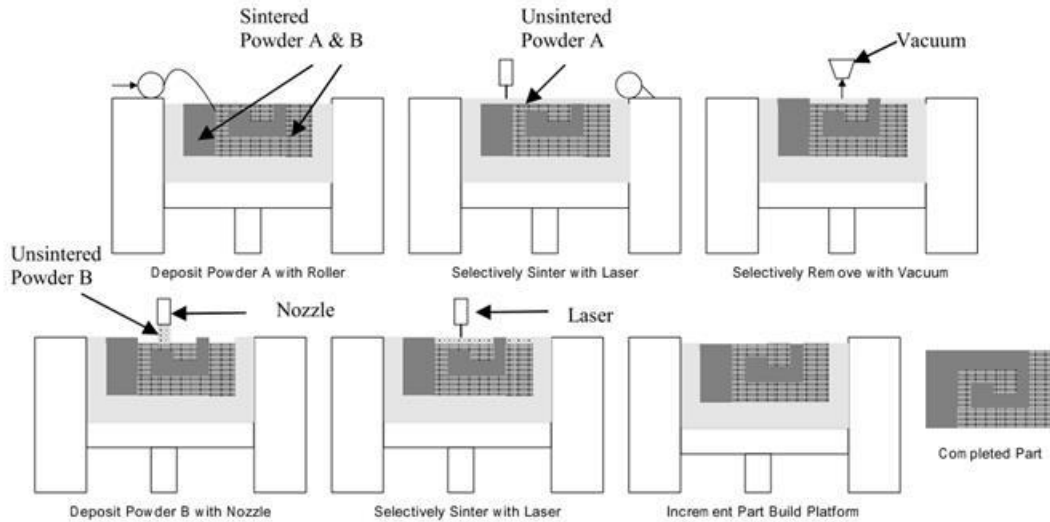 Sintered
Powder A & B
Unsintered
Powder A
Vacuum
Deposit Powder A with Roller
Selectively Sinter with Laser
Selectively Remove with Vacuum
Unsintered
Powder B
Nozzle
Laser
Deposit Powder B with Nozzle
Selectively Sinter with Laser
Increment Part Build Platform
Completed Part